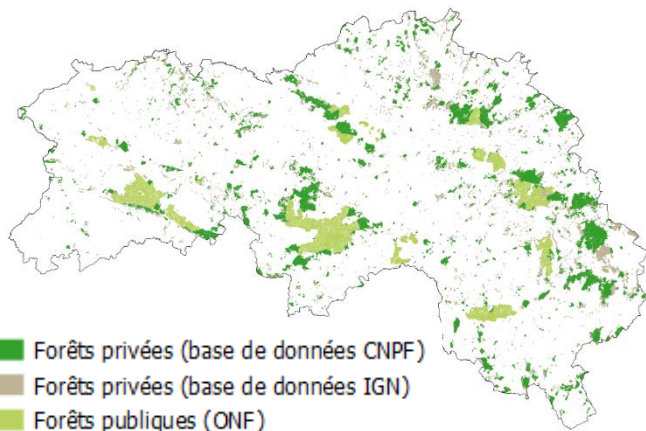 Forêts privées (base de données CNPF)
Forêts privées (base de données IGN)
Forêts publiques (ONF)